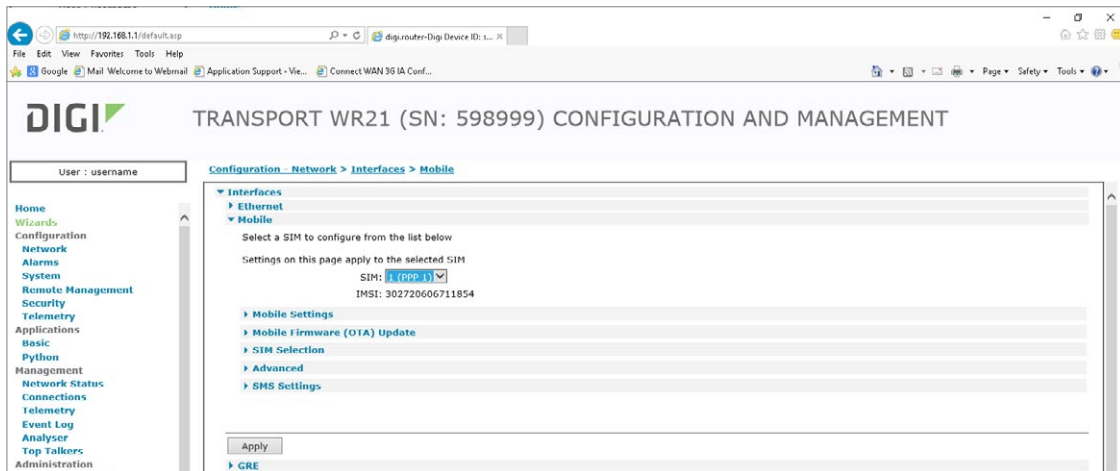 http://192.168.1.1/default.asp
digi.router-Digi Device ID: s...
File Edit View Favorites Tools Help
Google Mail Welcome to Webmail Application Support - Vie... Connect WAN 3G IA Conf...
Page Safety Tools
DIGI
TRANSPORT WR21 (SN: 598999) CONFIGURATION AND MANAGEMENT
User : username
Configuration - Network > Interfaces > Mobile
Home
Wizards
Configuration
Network
Alarms
System
Remote Management
Security
Telemetry
Applications
Basic
Python
Management
Network Status
Connections
Telemetry
Event Log
Analyser
Top Talkers
Administration
Interfaces
Ethernet
Mobile
Select a SIM to configure from the list below
Settings on this page apply to the selected SIM
SIM: 1 (PPP 1)
IMSI: 302720606711854
Mobile Settings
Mobile Firmware (OTA) Update
SIM Selection
Advanced
SMS Settings
Apply
GRE